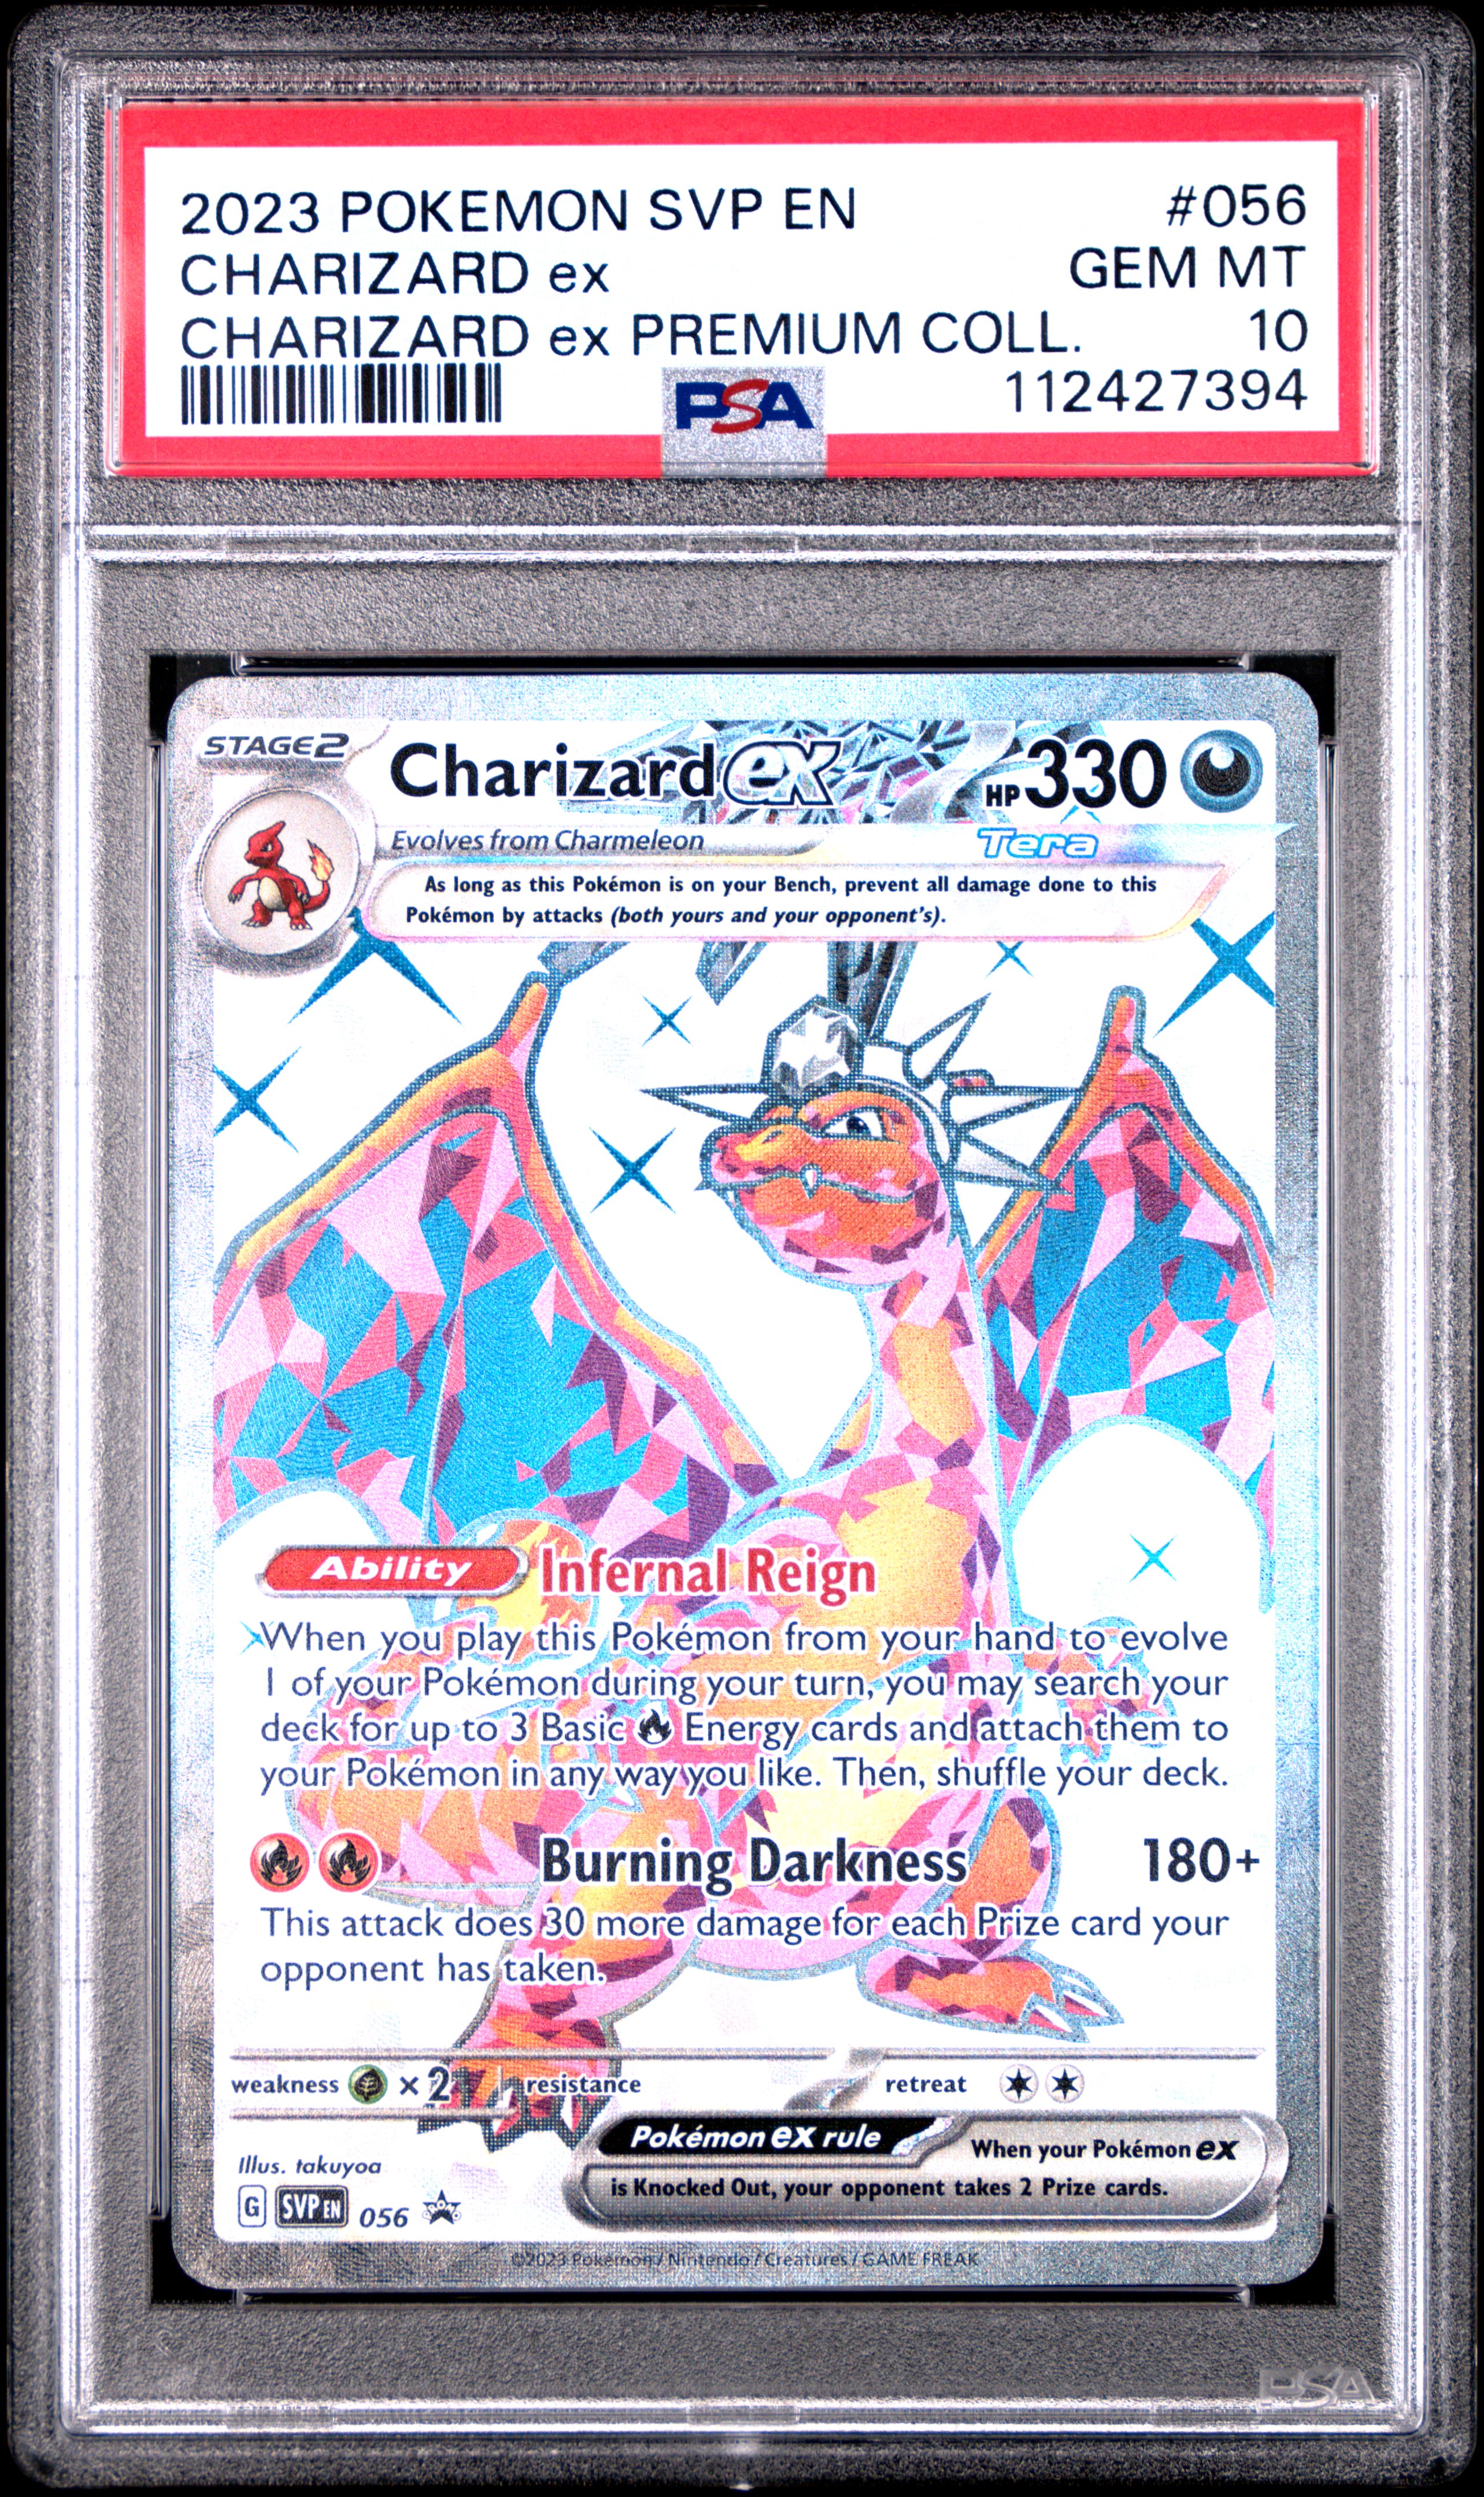 2023 POKEMON SVP EN #056
CHARIZARD ex GEM MT
CHARIZARD ex PREMIUM COLL. 10
PSA 112427394
STAGE2 Charizard ex HP 330
Evolves from Charmeleon Tera
As long as this Pokémon is on your Bench, prevent all damage done to this
Pokémon by attacks (both yours and your opponent's).
Ability Infernal Reign
When you play this Pokémon from your hand to evolve
1 of your Pokémon during your turn, you may search your
deck for up to 3 Basic Energy cards and attach them to
your Pokémon in any way you like. Then, shuffle your deck.
Burning Darkness 180+
This attack does 30 more damage for each Prize card your
opponent has taken.
weakness ×2 resistance retreat
Pokémon ex rule When your Pokémon ex
is Knocked Out, your opponent takes 2 Prize cards.
Illus. takuyoa
G SVP EN 056 PROMO
©2023 Pokémon / Nintendo / Creatures / GAME FREAK
PSA